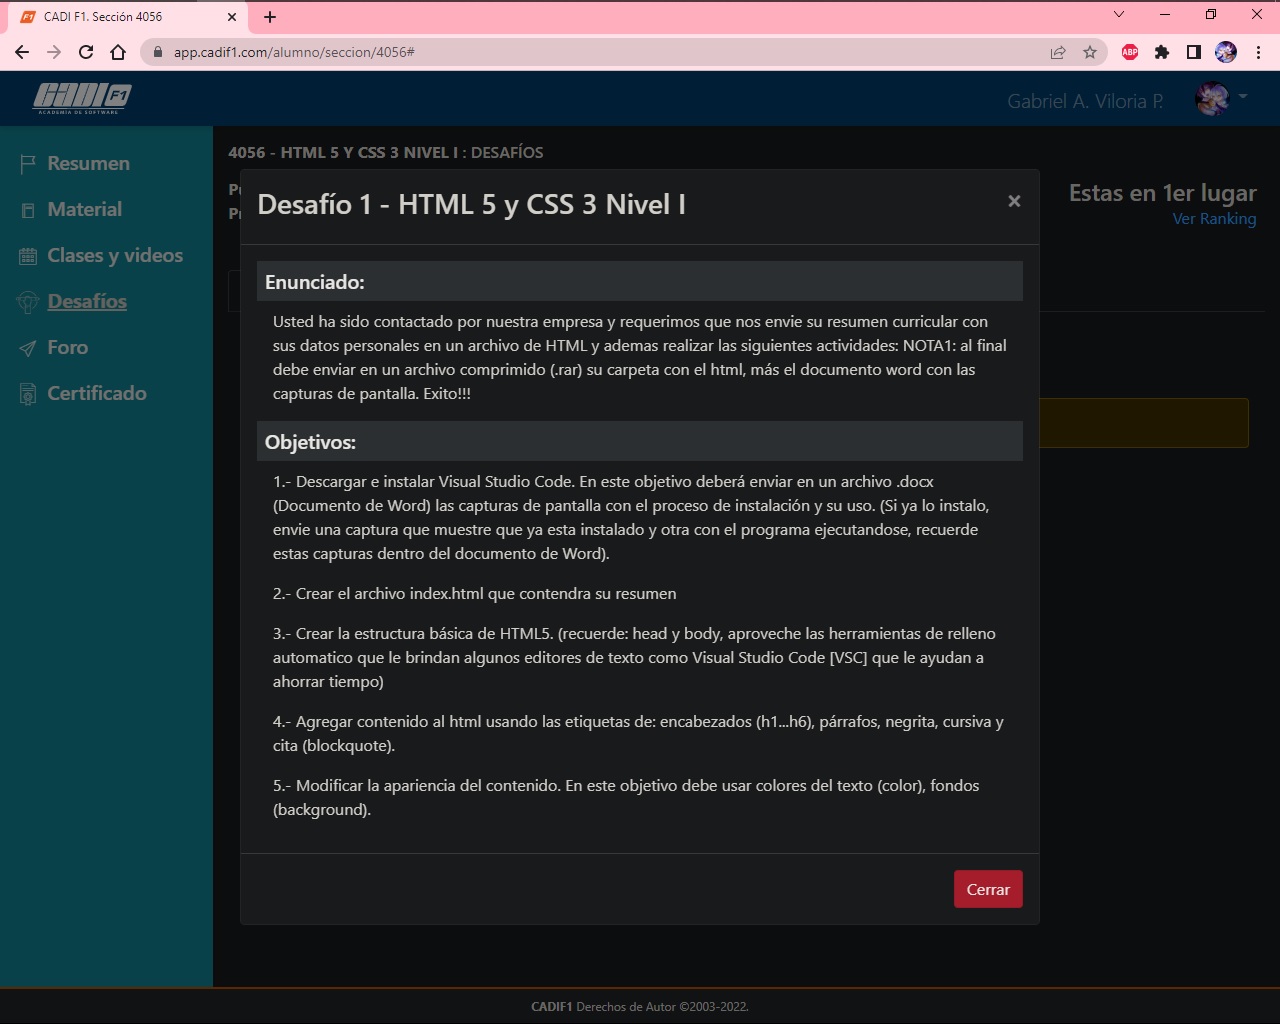 CADI F1. Sección 4056
app.cadif1.com/alumno/seccion/4056#
ABP
CADI F1
ACADEMIA DE SOFTWARE
Gabriel A. Viloria P.
Resumen
Material
Clases y videos
Desafíos
Foro
Certificado
4056 - HTML 5 Y CSS 3 NIVEL I : DESAFÍOS
Estas en 1er lugar
Ver Ranking
Desafío 1 - HTML 5 y CSS 3 Nivel I
×
Enunciado:
Usted ha sido contactado por nuestra empresa y requerimos que nos envie su resumen curricular con
sus datos personales en un archivo de HTML y ademas realizar las siguientes actividades: NOTA1: al final
debe enviar en un archivo comprimido (.rar) su carpeta con el html, más el documento word con las
capturas de pantalla. Exito!!!
Objetivos:
1.- Descargar e instalar Visual Studio Code. En este objetivo deberá enviar en un archivo .docx
(Documento de Word) las capturas de pantalla con el proceso de instalación y su uso. (Si ya lo instalo,
envie una captura que muestre que ya esta instalado y otra con el programa ejecutandose, recuerde
estas capturas dentro del documento de Word).
2.- Crear el archivo index.html que contendra su resumen
3.- Crear la estructura básica de HTML5. (recuerde: head y body, aproveche las herramientas de relleno
automatico que le brindan algunos editores de texto como Visual Studio Code [VSC] que le ayudan a
ahorrar tiempo)
4.- Agregar contenido al html usando las etiquetas de: encabezados (h1...h6), párrafos, negrita, cursiva y
cita (blockquote).
5.- Modificar la apariencia del contenido. En este objetivo debe usar colores del texto (color), fondos
(background).
Cerrar
CADIF1 Derechos de Autor ©2003-2022.